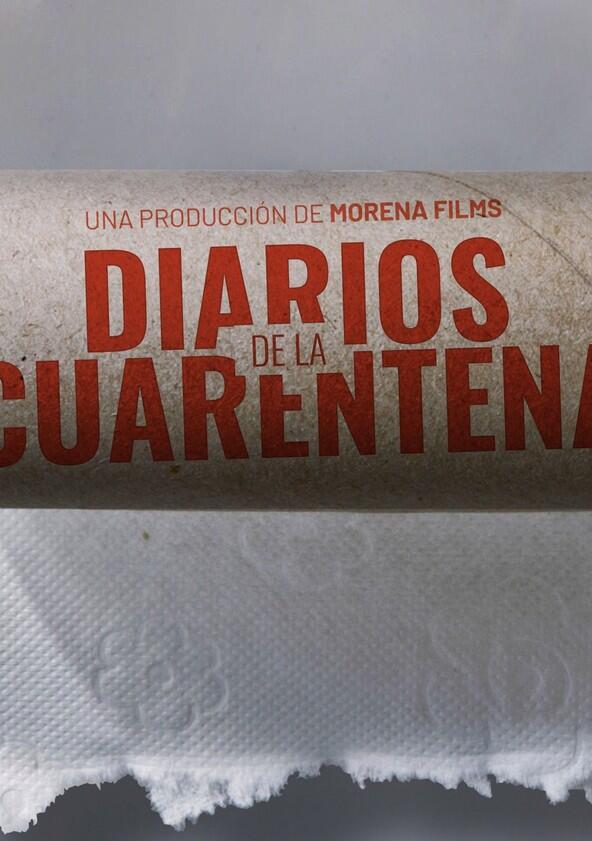 UNA PRODUCCIÓN DE MORENA FILMS
DIARIOS
DE LA
CUARENTENA